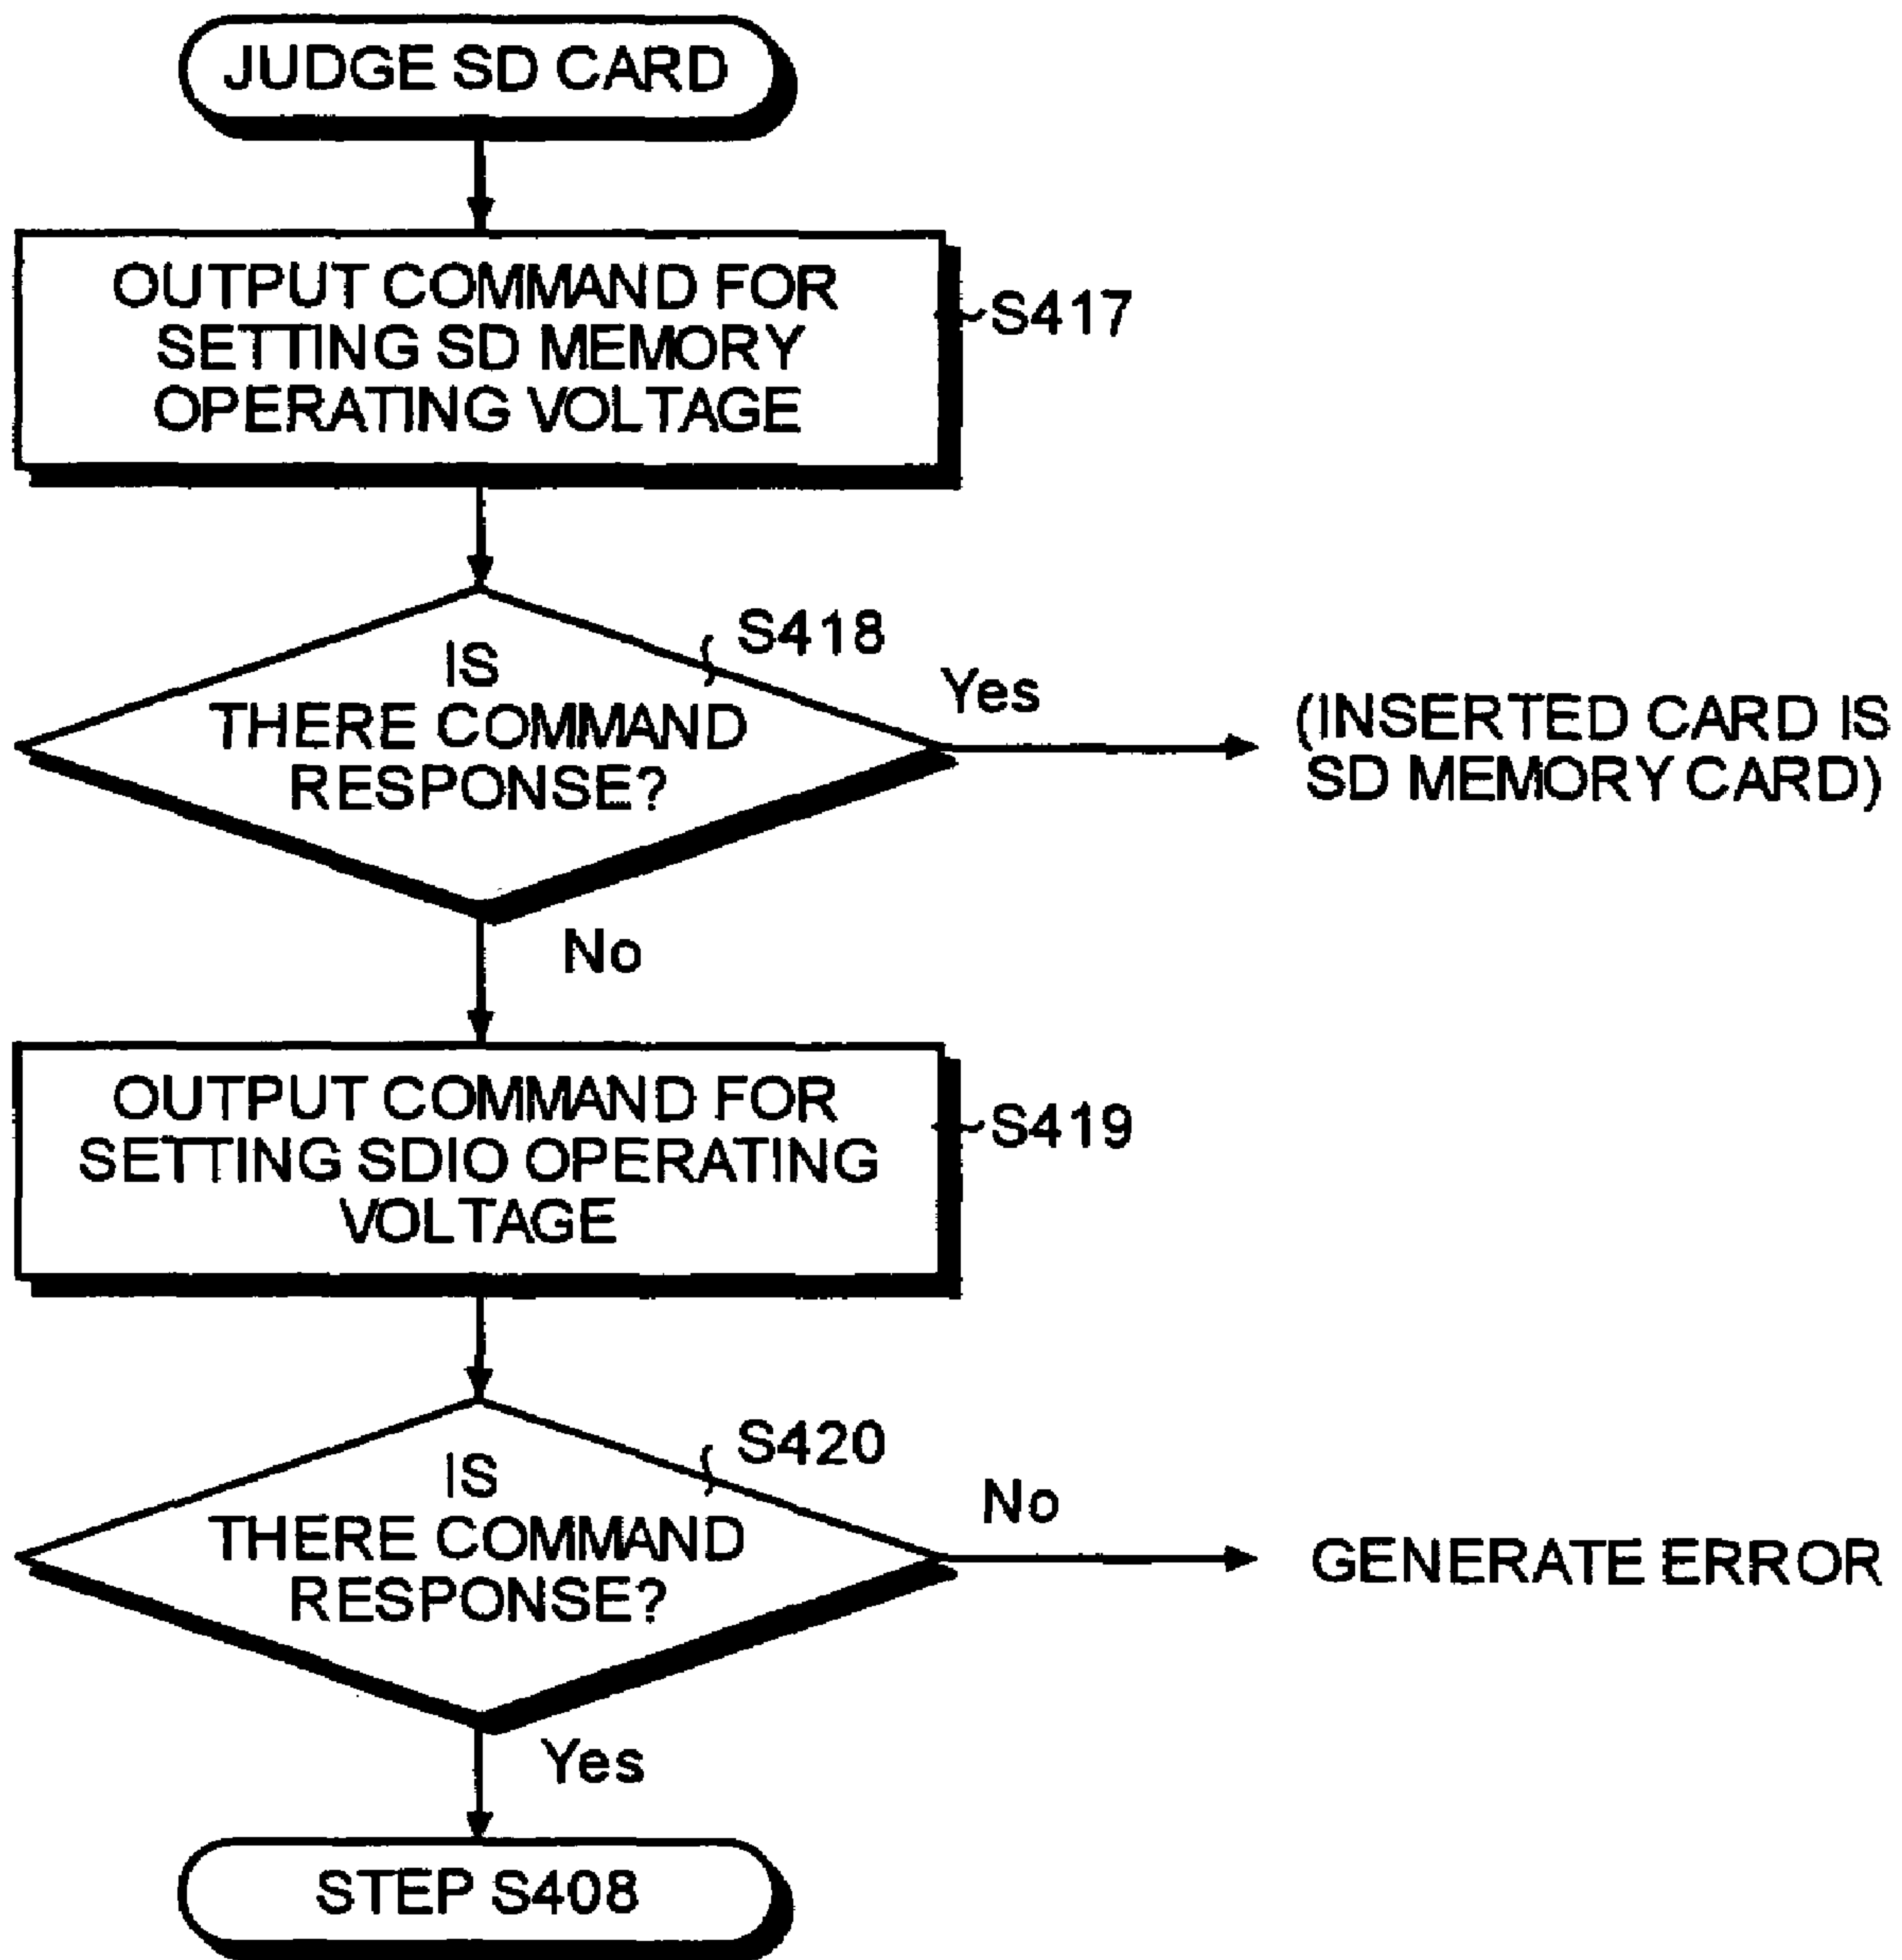 JUDGE SD CARD
OUTPUT COMMAND FOR
SETTING SD MEMORY
OPERATING VOLTAGE
S417
S418
IS
THERE COMMAND
RESPONSE?
Yes
(INSERTED CARD IS
SD MEMORY CARD)
No
OUTPUT COMMAND FOR
SETTING SDIO OPERATING
VOLTAGE
S419
S420
IS
THERE COMMAND
RESPONSE?
No
GENERATE ERROR
Yes
STEP S408